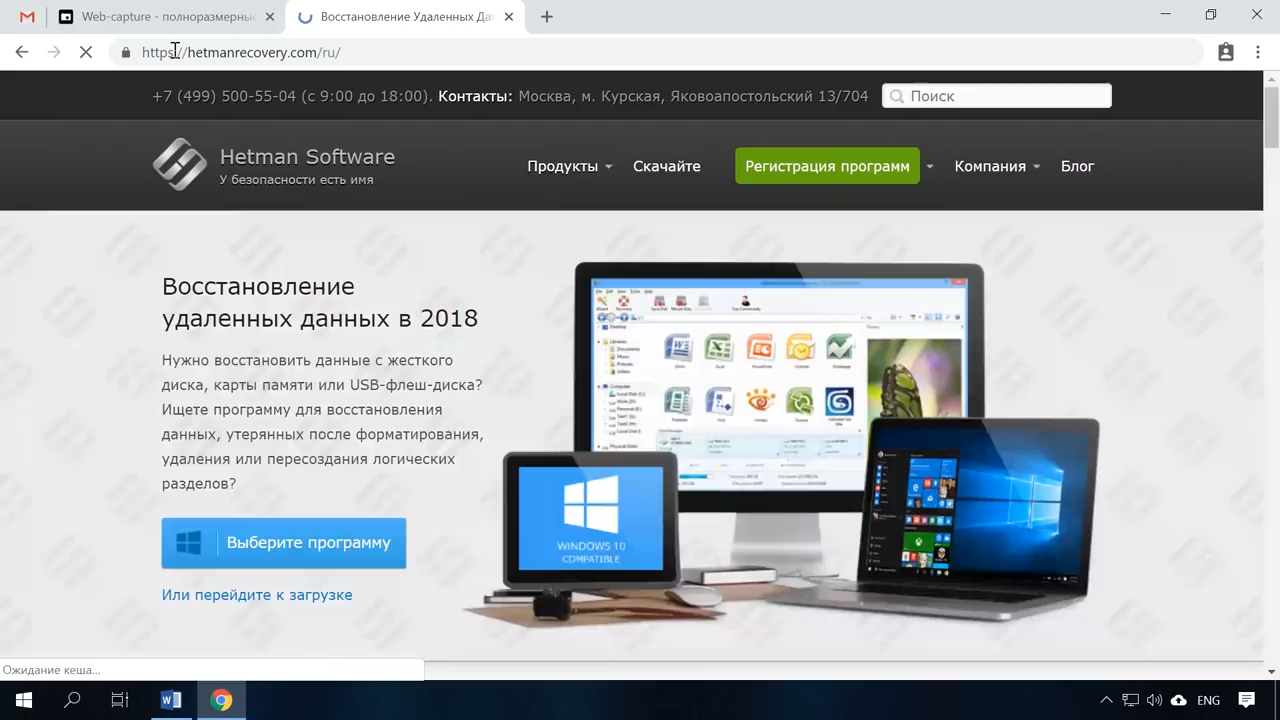 Web-capture - полноразмерны
Восстановление Удаленных Да
https://hetmanrecovery.com/ru/
+7 (499) 500-55-04 (с 9:00 до 18:00). Контакты: Москва, м. Курская, Яковоапостольский 13/704
Поиск
Hetman Software
У безопасности есть имя
Продукты
Скачайте
Регистрация программ
Компания
Блог
Восстановление
удаленных данных в 2018
Нужно восстановить данные с жесткого
диска, карты памяти или USB-флеш-диска?
Ищете программу для восстановления
данных, утерянных после форматирования,
удаления или пересоздания логических
разделов?
Выберите программу
Или перейдите к загрузке
WINDOWS 10
COMPATIBLE
Ожидание кеша...
ENG